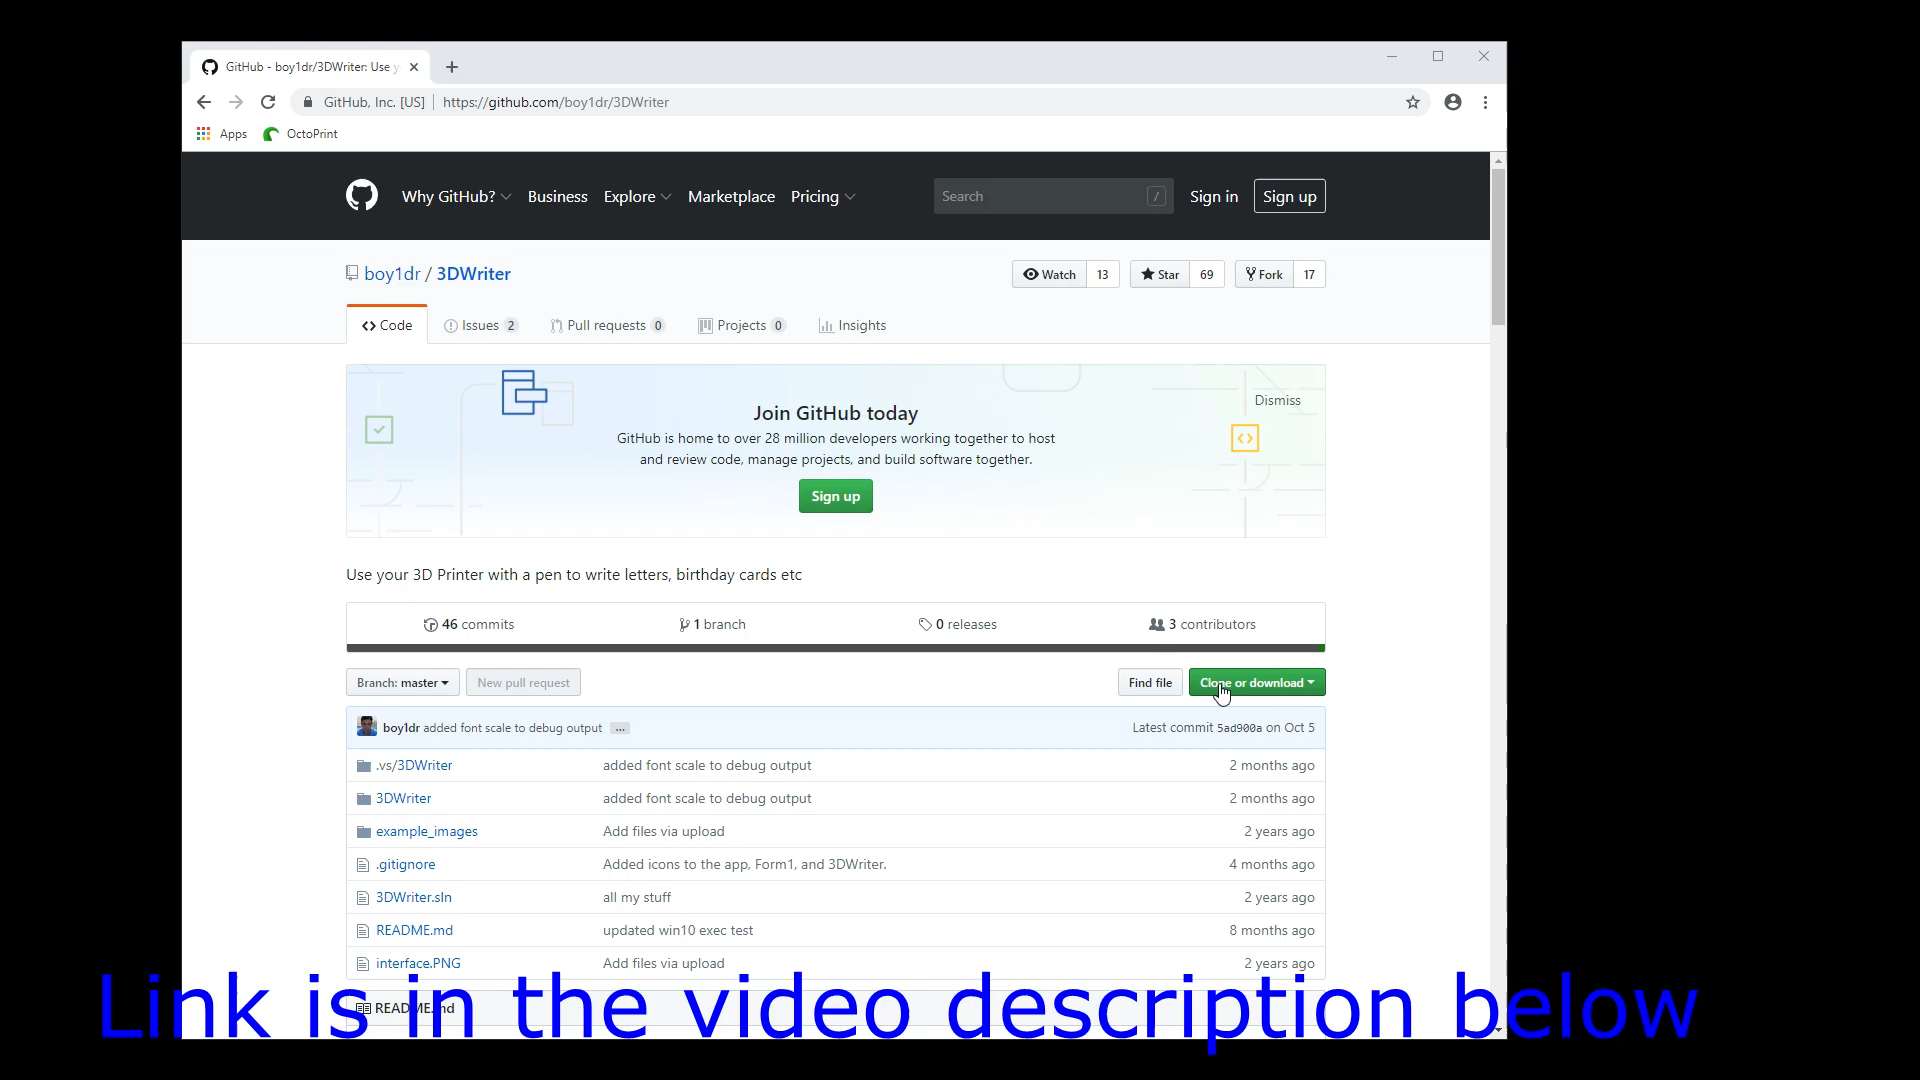 GitHub - boy1dr/3DWriter: Use y
GitHub, Inc. [US] https://github.com/boy1dr/3DWriter
Apps OctoPrint
Why GitHub? Business Explore Marketplace Pricing Search / Sign in Sign up
boy1dr / 3DWriter Watch 13 Star 69 Fork 17
Code Issues 2 Pull requests 0 Projects 0 Insights
Dismiss
Join GitHub today
GitHub is home to over 28 million developers working together to host
and review code, manage projects, and build software together.
Sign up
Use your 3D Printer with a pen to write letters, birthday cards etc
46 commits 1 branch 0 releases 3 contributors
Branch: master New pull request Find file Clone or download
boy1dr added font scale to debug output ... Latest commit 5ad900a on Oct 5
.vs/3DWriter added font scale to debug output 2 months ago
3DWriter added font scale to debug output 2 months ago
example_images Add files via upload 2 years ago
.gitignore Added icons to the app, Form1, and 3DWriter. 4 months ago
3DWriter.sln all my stuff 2 years ago
README.md updated win10 exec test 8 months ago
interface.PNG Add files via upload 2 years ago
README.md
Link is in the video description below